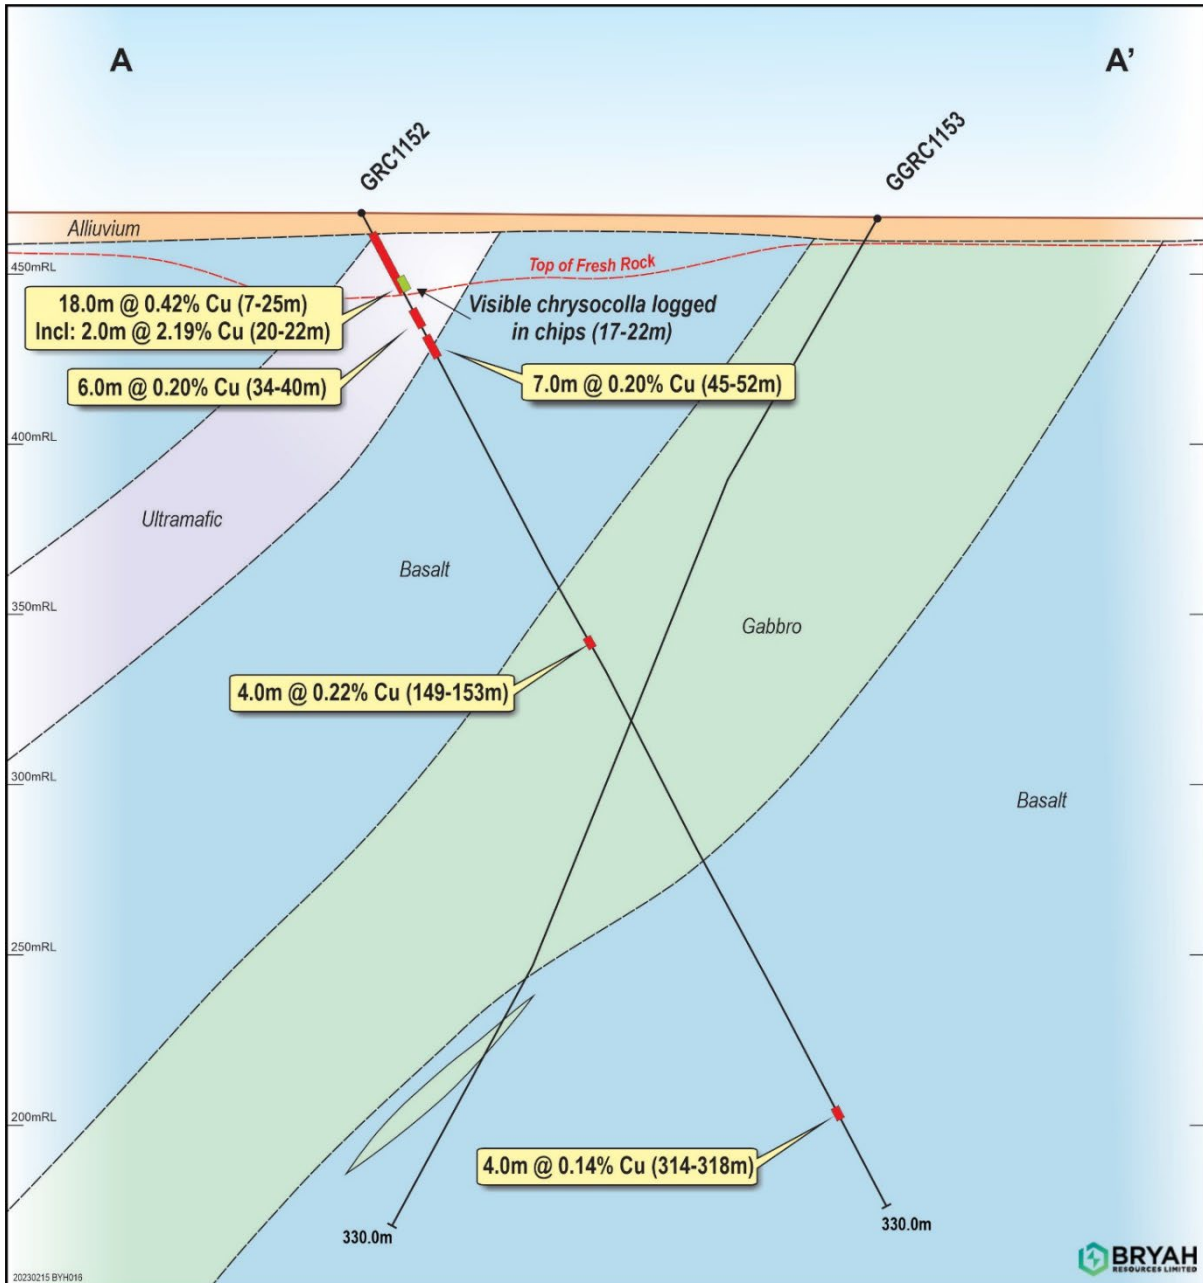 A
A'
GRC1152
GGRC1153
Alliuvium
450mRL
Top of Fresh Rock
18.0m @ 0.42% Cu (7-25m)
Incl: 2.0m @ 2.19% Cu (20-22m)
Visible chrysocolla logged
in chips (17-22m)
6.0m @ 0.20% Cu (34-40m)
7.0m @ 0.20% Cu (45-52m)
400mRL
Ultramafic
Basalt
350mRL
Gabbro
4.0m @ 0.22% Cu (149-153m)
300mRL
Basalt
250mRL
200mRL
4.0m @ 0.14% Cu (314-318m)
330.0m
330.0m
20230215 BYH016
BRYAH
RESOURCES LIMITED